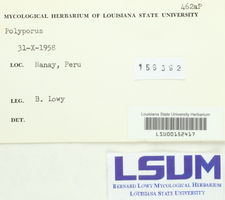 462aP
MYCOLOGICAL HERBARIUM OF LOUISIANA STATE UNIVERSITY
Polyporus
31-X-1958
LOC. Nanay, Peru
158362
LEG. B. Lowy
DET.
Louisiana State University Herbarium
LSU00152417
LSUM
BERNARD LOWY MYCOLOGICAL HERBARIUM
LOUISIANA STATE UNIVERSITY